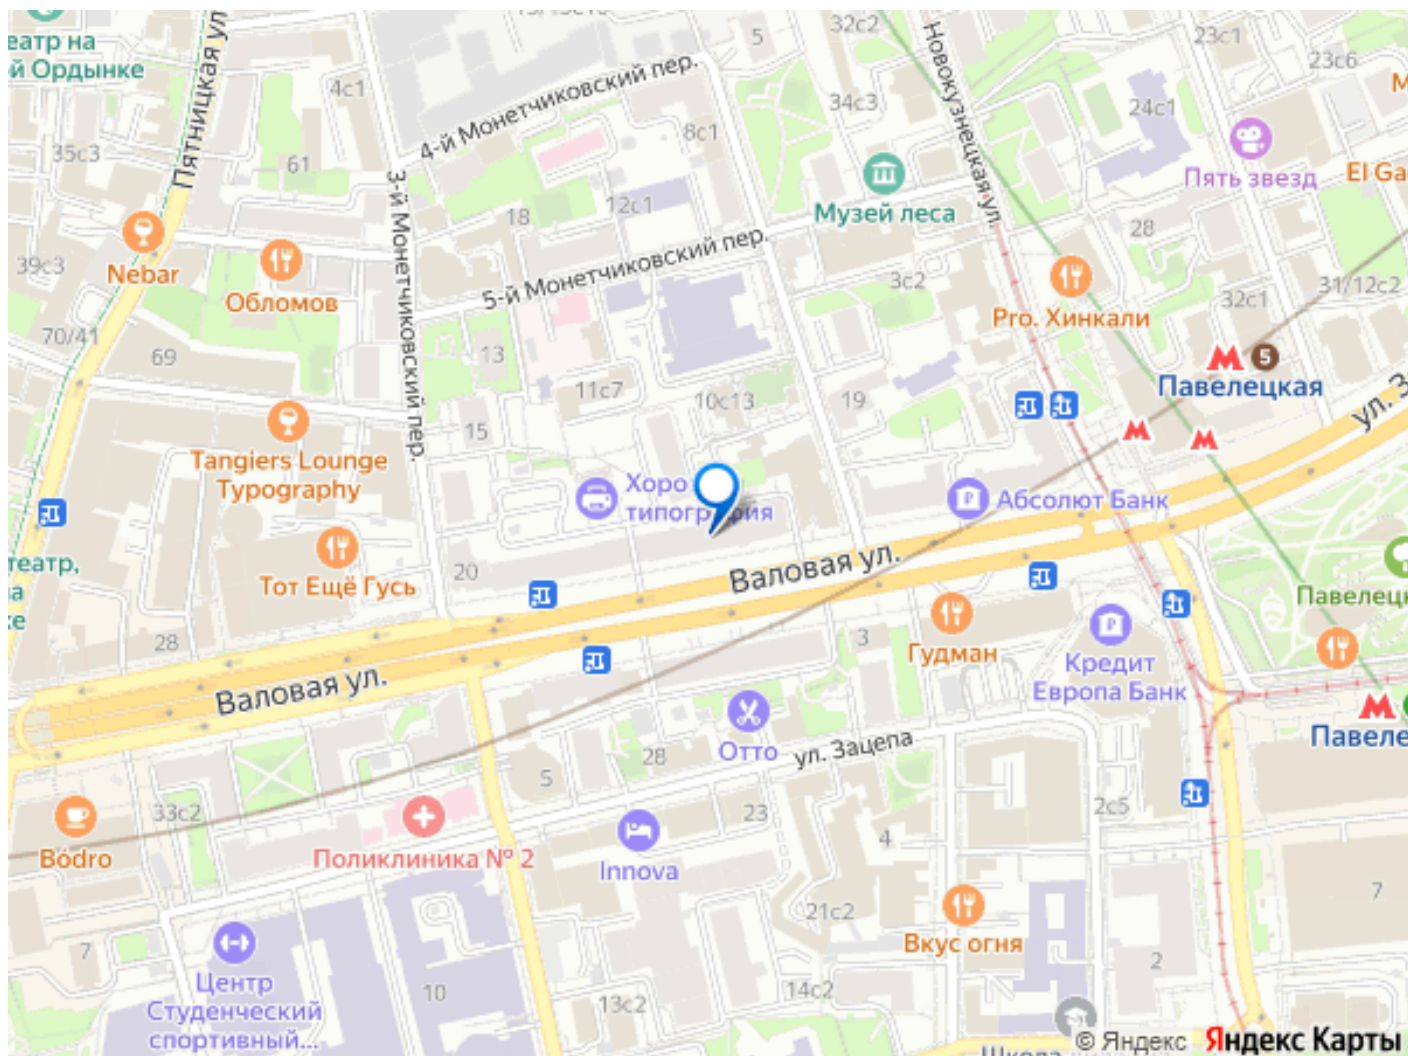 еатр на
й Ордынке
Пятницкая ул
4с1
35с3
61
4-й Монетчиковский пер.
3-й Монетчиковский пер.
5
32с2
8с1
34с3
Новокузнецкая ул.
23с1
23с6
24с1
Пять звезд
El Ga
Музей леса
18
12с1
5-й Монетчиковский пер.
28
39с3
Nebar
Обломов
3с2
Pro. Хинкали
32с1
31/12с2
70/41
69
13
11с7
10с13
19
5
Павелецкая
ул. З
15
Tangiers Lounge
Typography
Хоро
типография
Абсолют Банк
театр,
Тот Ещё Гусь
20
Валовая ул.
Павелец
28
3
Гудман
Кредит
Европа Банк
Валовая ул.
Отто
ул. Зацепа
28
5
Павеле
33с2
23
2с5
4
Bódro
Поликлиника № 2
Innova
7
21с2
Вкус огня
7
Центр
Студенческий
спортивный...
10
13с2
14с2
2
© Яндекс
Яндекс Карты